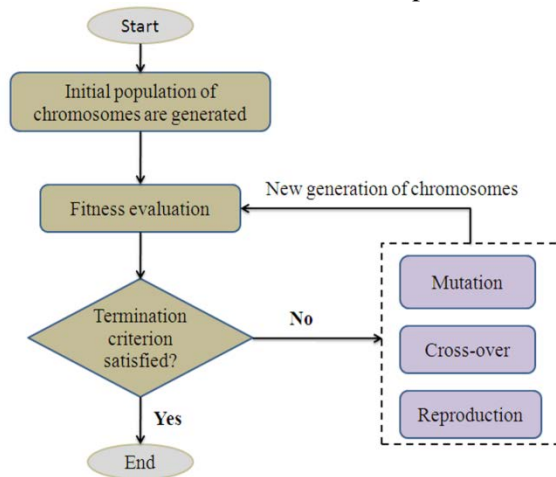 Start
Initial population of
chromosomes are generated
New generation of chromosomes
Fitness evaluation
Mutation
Termination
criterion
satisfied?
No
Cross-over
Reproduction
Yes
End